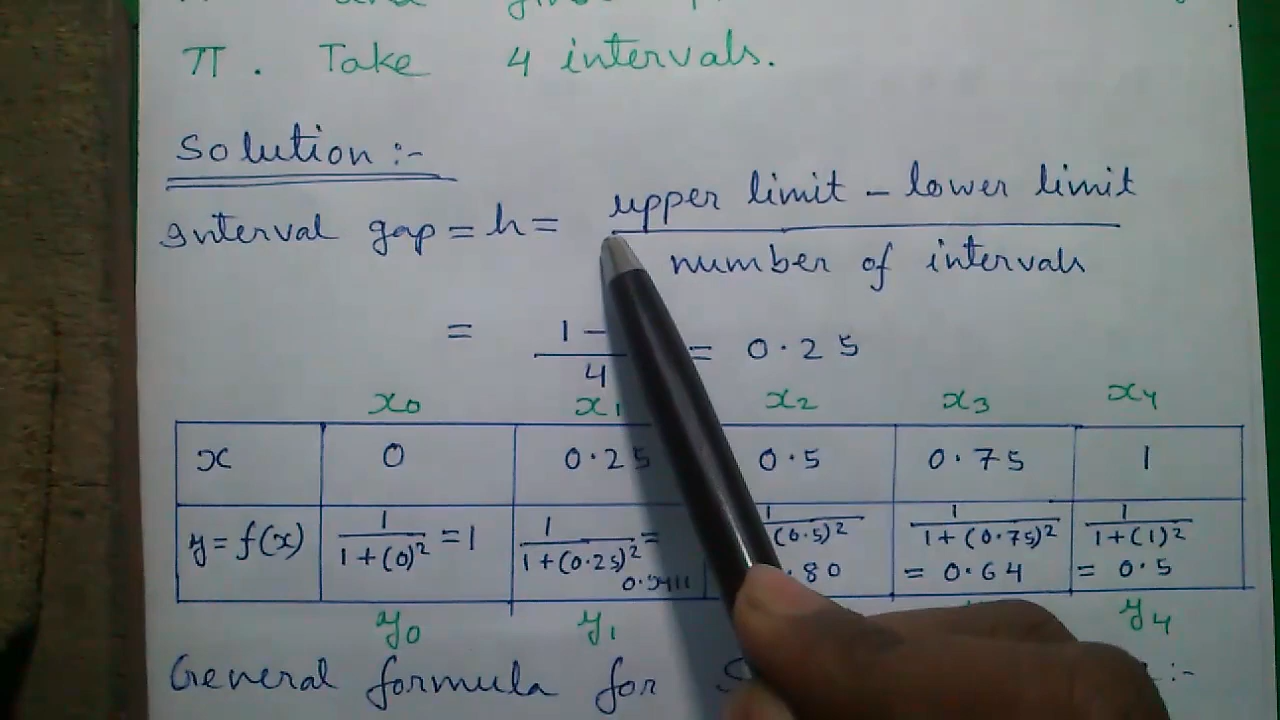 π. Take 4 intervals.
Solution :-
Interval gap = h = upper limit - lower limit
number of intervals
= 1 -
4
= 0.25
x0 x1 x2 x3 x4
x 0 0.25 0.5 0.75 1
y = f(x) 1/1+(0)² = 1 1/1+(0.25)² = 0.9411 (0.5)² .80 1/1+(0.75)² = 0.64 1/1+(1)² = 0.5
y0 y1 y4
General formula for :-